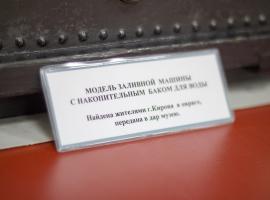 МОДЕЛЬ ЗАЛИВНОЙ МАШИНЫ
С НАКОПИТЕЛЬНЫМ БАКОМ ДЛЯ ВОДЫ
Найдена жителями г.Кирова в овраге,
передана в дар музею.